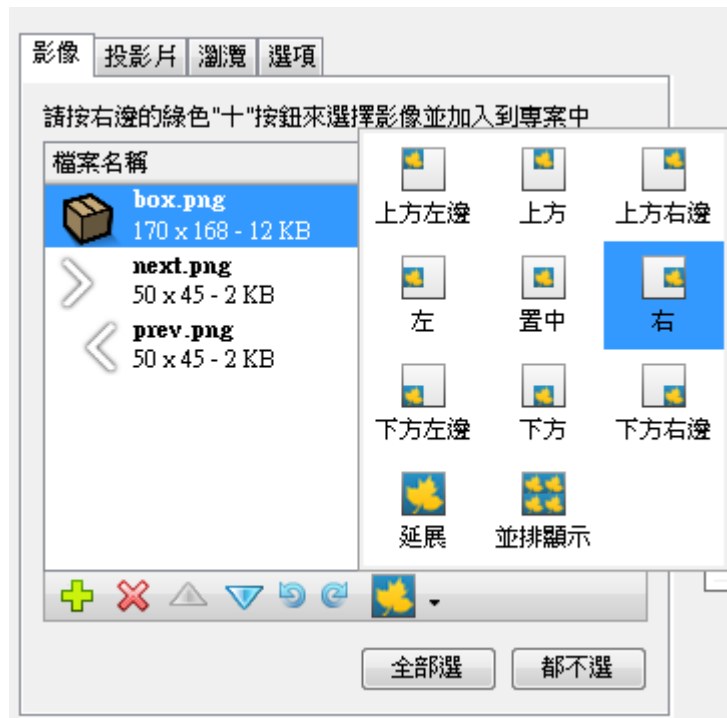 影像 投影片 瀏覽 選項
請按右邊的綠色"十"按鈕來選擇影像並加入到專案中
檔案名稱
box.png
170 x 168 - 12 KB
next.png
50 x 45 - 2 KB
prev.png
50 x 45 - 2 KB
上方左邊 上方 上方右邊
左 置中 右
下方左邊 下方 下方右邊
延展 並排顯示
全部選 都不選